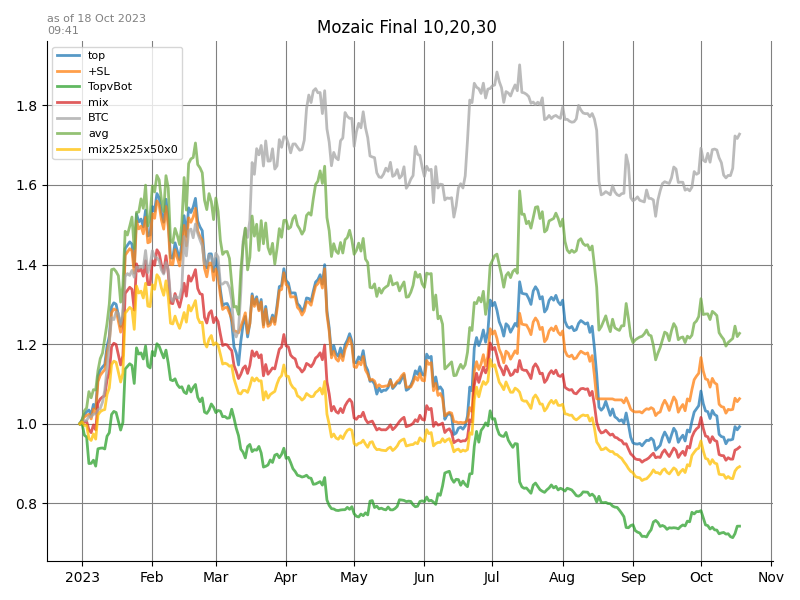 as of 18 Oct 2023
09:41
Mozaic Final 10,20,30
top
+SL
TopvBot
mix
BTC
avg
mix25x25x50x0
1.8
1.6
1.4
1.2
1.0
0.8
2023 Feb Mar Apr May Jun Jul Aug Sep Oct Nov